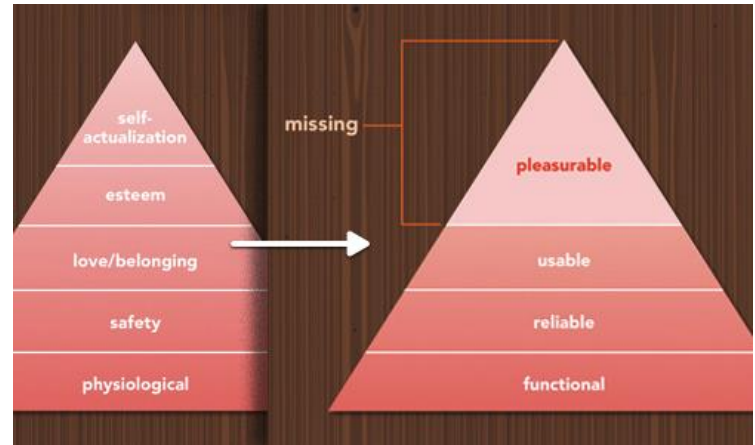 self-
actualization
esteem
love/belonging
safety
physiological
missing
pleasurable
usable
reliable
functional